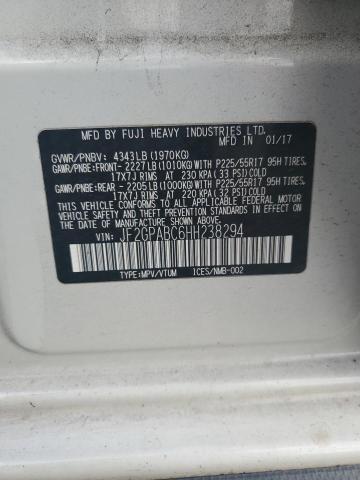 MFD BY FUJI HEAVY INDUSTRIES LTD.
MFD IN 01/17
GVWR/PNBV: 4343LB(1970KG)
GAWR/PNBE:FRONT- 2227LB(1010KG)WITH P225/55R17 95H TIRES,
17X7J RIMS AT 230 KPA(33 PSI)COLD
GAWR/PNBE:REAR - 2205LB(1000KG)WITH P225/55R17 95H TIRES,
17X7J RIMS AT 220 KPA(32 PSI)COLD
THIS VEHICLE CONFORMS TO ALL APPLICABLE
FEDERAL MOTOR VEHICLE SAFETY STANDARDS IN EFFECT ON THE
DATE OF MANUFACTURE SHOWN ABOVE.
VIN: JF2GPABC6HH238294
TYPE:MPV/VTUM ICES/NMB-002